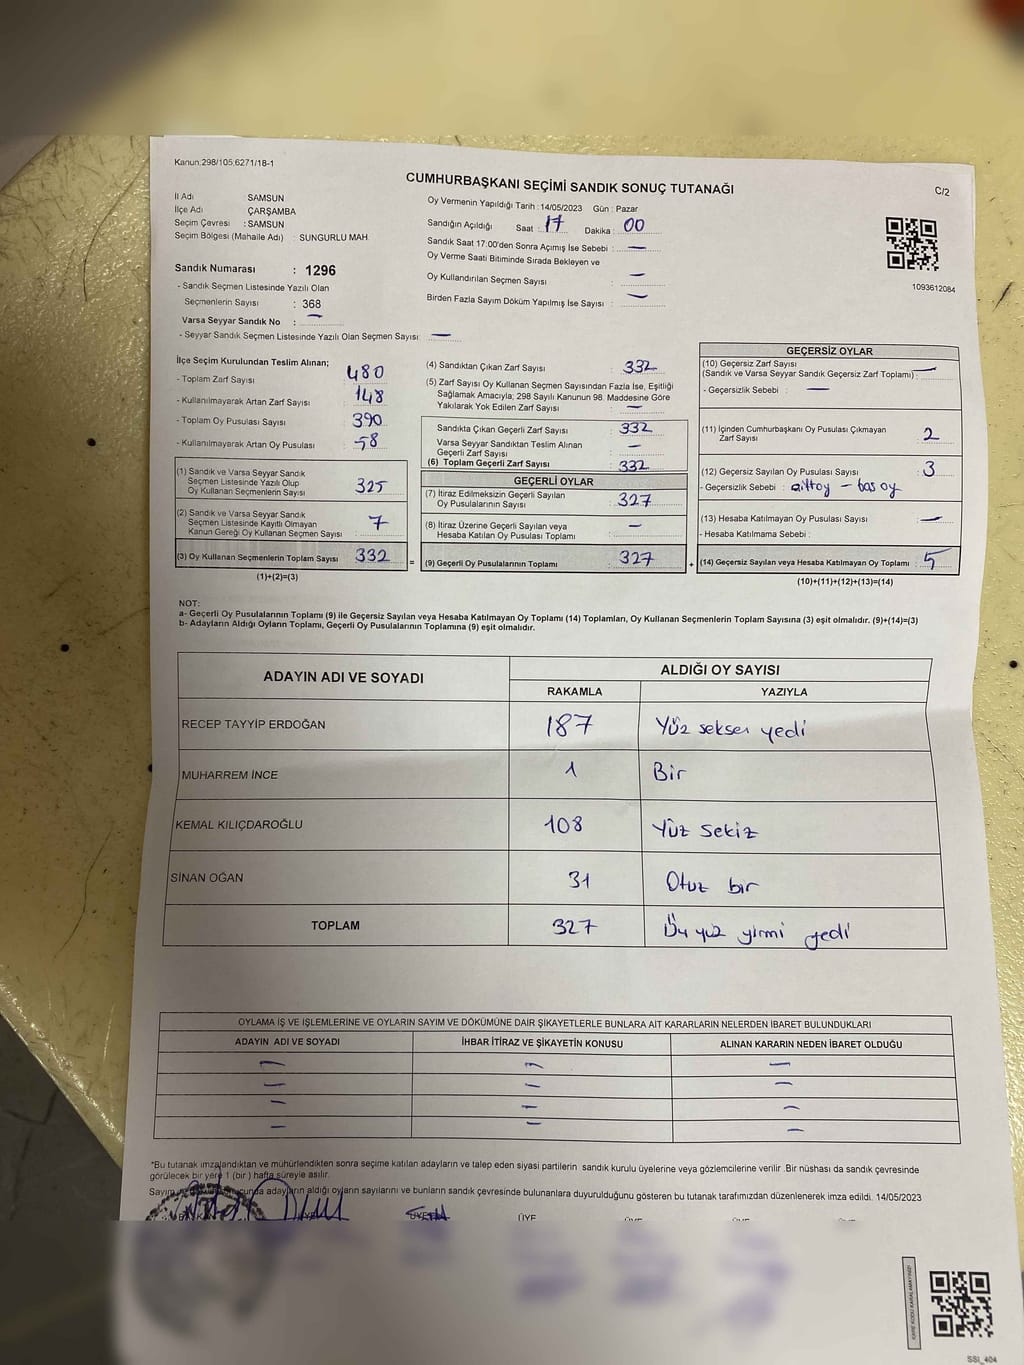 Kanun.298/105,6271/18-1
CUMHURBAŞKANI SEÇİMİ SANDIK SONUÇ TUTANAĞI
C/2
İl Adı SAMSUN
İlçe Adı ÇARŞAMBA
Seçim Çevresi : SAMSUN
Seçim Bölgesi (Mahalle Adı) : SUNGURLU MAH.
Sandık Numarası : 1296
- Sandık Seçmen Listesinde Yazılı Olan
Seçmenlerin Sayısı : 368
Varsa Seyyar Sandık No : —
- Seyyar Sandık Seçmen Listesinde Yazılı Olan Seçmen Sayısı : —
Oy Vermenin Yapıldığı Tarih : 14/05/2023 Gün : Pazar
Sandığın Açıldığı Saat : 17 Dakika : 00
Sandık Saat 17:00'den Sonra Açımış İse Sebebi : —
Oy Verme Saati Bitiminde Sırada Bekleyen ve
Oy Kullandırılan Seçmen Sayısı : —
Birden Fazla Sayım Döküm Yapılmış İse Sayısı : —
1093612084
İlçe Seçim Kurulundan Teslim Alınan;
- Toplam Zarf Sayısı : 480
- Kullanılmayarak Artan Zarf Sayısı : 148
- Toplam Oy Pusulası Sayısı : 390
- Kullanılmayarak Artan Oy Pusulası : 58
(1) Sandık ve Varsa Seyyar Sandık
Seçmen Listesinde Yazılı Olup
Oy Kullanan Seçmenlerin Sayısı : 325
(2) Sandık ve Varsa Seyyar Sandık
Seçmen Listesinde Kayıtlı Olmayan
Kanun Gereği Oy Kullanan Seçmen Sayısı : 7
(3) Oy Kullanan Seçmenlerin Toplam Sayısı : 332
(1)+(2)=(3)
=
(4) Sandıktan Çıkan Zarf Sayısı : 332
(5) Zarf Sayısı Oy Kullanan Seçmen Sayısından Fazla İse, Eşitliği
Sağlamak Amacıyla; 298 Sayılı Kanunun 98. Maddesine Göre
Yakılarak Yok Edilen Zarf Sayısı : —
Sandıkta Çıkan Geçerli Zarf Sayısı : 332
Varsa Seyyar Sandıktan Teslim Alınan
Geçerli Zarf Sayısı : —
(6) Toplam Geçerli Zarf Sayısı : 332
GEÇERLİ OYLAR
(7) İtiraz Edilmeksizin Geçerli Sayılan
Oy Pusulalarının Sayısı : 327
(8) İtiraz Üzerine Geçerli Sayılan veya
Hesaba Katılan Oy Pusulası Toplamı : —
(9) Geçerli Oy Pusulalarının Toplamı : 327
+
GEÇERSİZ OYLAR
(10) Geçersiz Zarf Sayısı
(Sandık ve Varsa Seyyar Sandık Geçersiz Zarf Toplamı) : —
- Geçersizlik Sebebi : —
(11) İçinden Cumhurbaşkanı Oy Pusulası Çıkmayan
Zarf Sayısı : 2
(12) Geçersiz Sayılan Oy Pusulası Sayısı : 3
- Geçersizlik Sebebi : çiftoy - boş oy
(13) Hesaba Katılmayan Oy Pusulası Sayısı : —
- Hesaba Katılmama Sebebi :
(14) Geçersiz Sayılan veya Hesaba Katılmayan Oy Toplamı : 5
(10)+(11)+(12)+(13)=(14)
NOT:
a- Geçerli Oy Pusulalarının Toplamı (9) ile Geçersiz Sayılan veya Hesaba Katılmayan Oy Toplamı (14) Toplamları, Oy Kullanan Seçmenlerin Toplam Sayısına (3) eşit olmalıdır. (9)+(14)=(3)
b- Adayların Aldığı Oyların Toplamı, Geçerli Oy Pusulalarının Toplamına (9) eşit olmalıdır.
ADAYIN ADI VE SOYADI ALDIĞI OY SAYISI
RAKAMLA YAZIYLA
RECEP TAYYİP ERDOĞAN 187 Yüz seksen yedi
MUHARREM İNCE 1 Bir
KEMAL KILIÇDAROĞLU 108 Yüz sekiz
SİNAN OĞAN 31 Otuz bir
TOPLAM 327 Üç yüz yirmi yedi
OYLAMA İŞ VE İŞLEMLERİNE VE OYLARIN SAYIM VE DÖKÜMÜNE DAİR ŞİKAYETLERLE BUNLARA AİT KARARLARIN NELERDEN İBARET BULUNDUKLARI
ADAYIN ADI VE SOYADI İHBAR İTİRAZ VE ŞİKAYETİN KONUSU ALINAN KARARIN NEDEN İBARET OLDUĞU
— — —
— — —
— — —
— — —
*Bu tutanak imzalandıktan ve mühürlendikten sonra seçime katılan adayların ve talep eden siyasi partilerin sandık kurulu üyelerine veya gözlemcilerine verilir .Bir nüshası da sandık çevresinde
görülecek bir yere 1 (bir ) hafta süreyle asılır.
adayların aldığı oyların sayılarını ve bunların sandık çevresinde bulunanlara duyurulduğunu gösteren bu tutanak tarafımızdan düzenlenerek imza edildi. 14/05/2023
BAŞKAN ÜYE ÜYE ÜYE ÜYE ÜYE
KARE KODU KARALAMAYINIZ!
SSİ_404